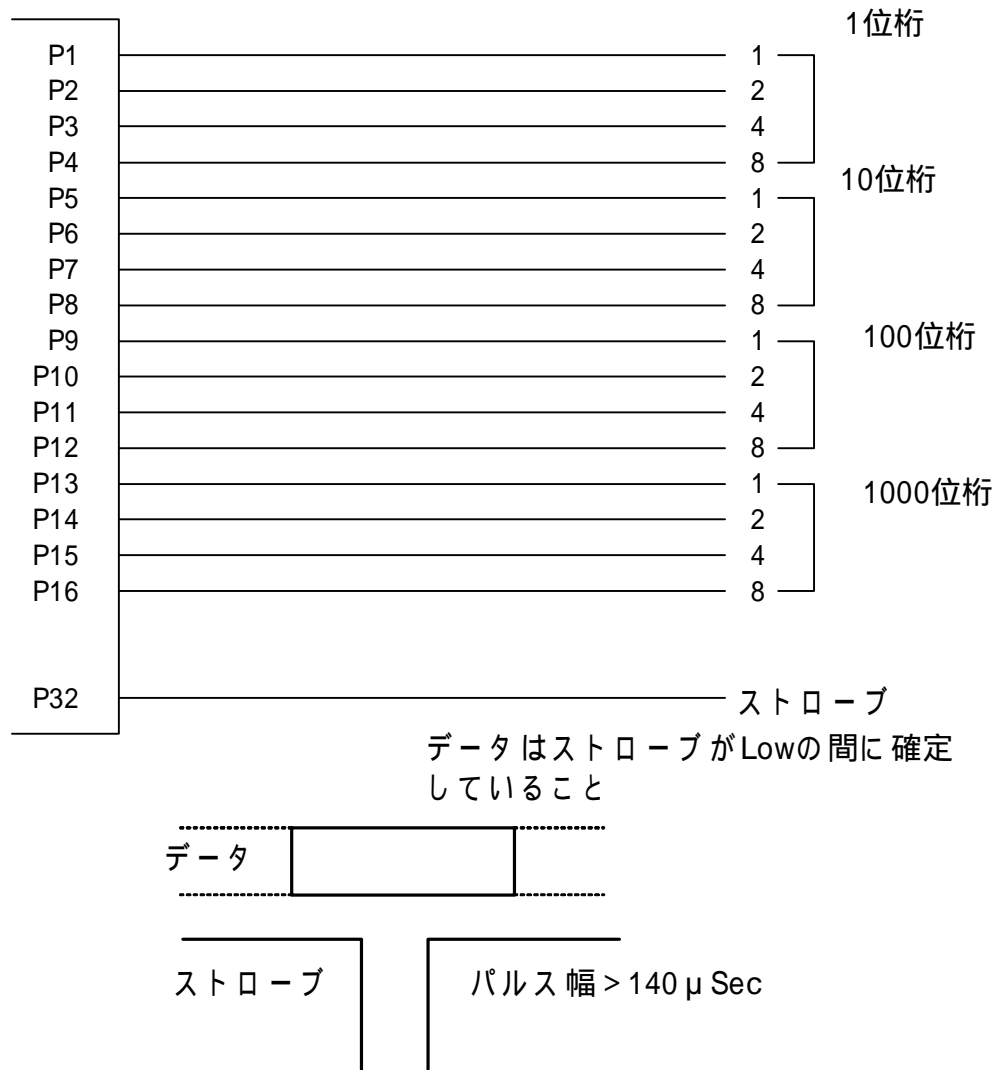 1位桁
P1 1
P2 2
P3 4
P4 8
10位桁
P5 1
P6 2
P7 4
P8 8
100位桁
P9 1
P10 2
P11 4
P12 8
1000位桁
P13 1
P14 2
P15 4
P16 8
P32 ストローブ
データはストローブがLowの間に確定
していること
データ
ストローブ パルス幅>140μSec